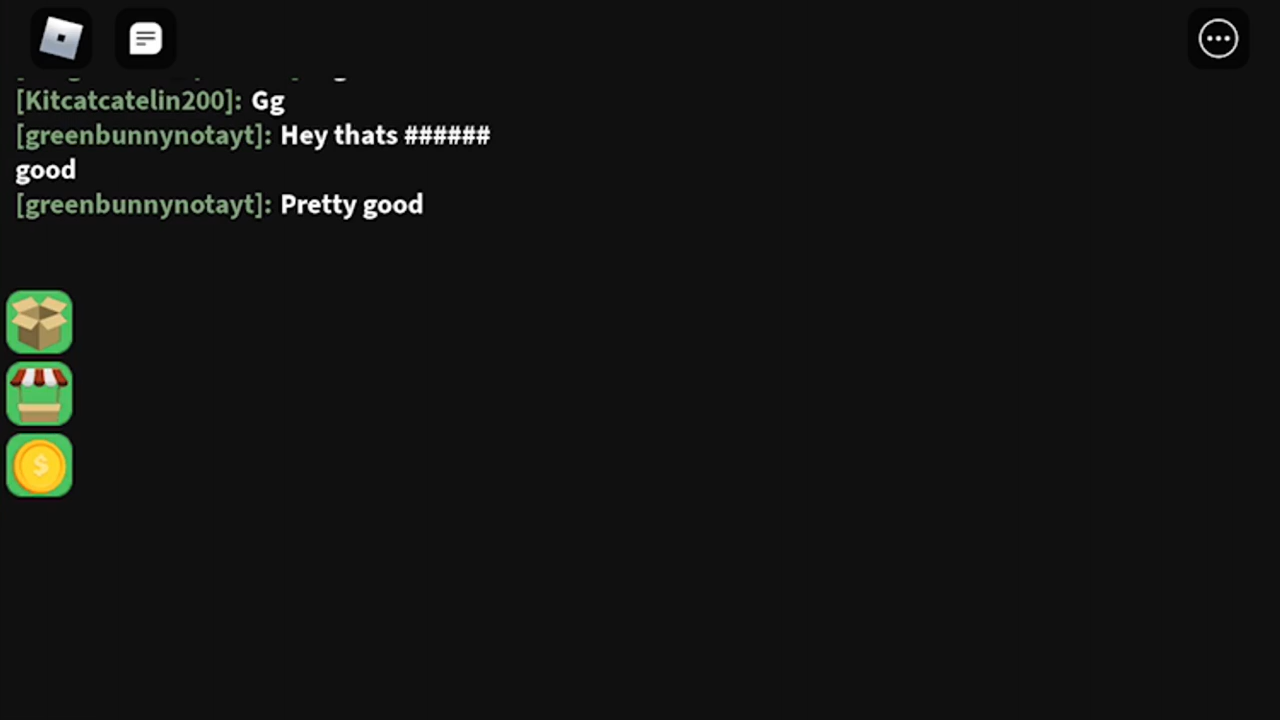 [Kitcatcatelin200]: Gg
[greenbunnynotayt]: Hey thats ######
good
[greenbunnynotayt]: Pretty good
$